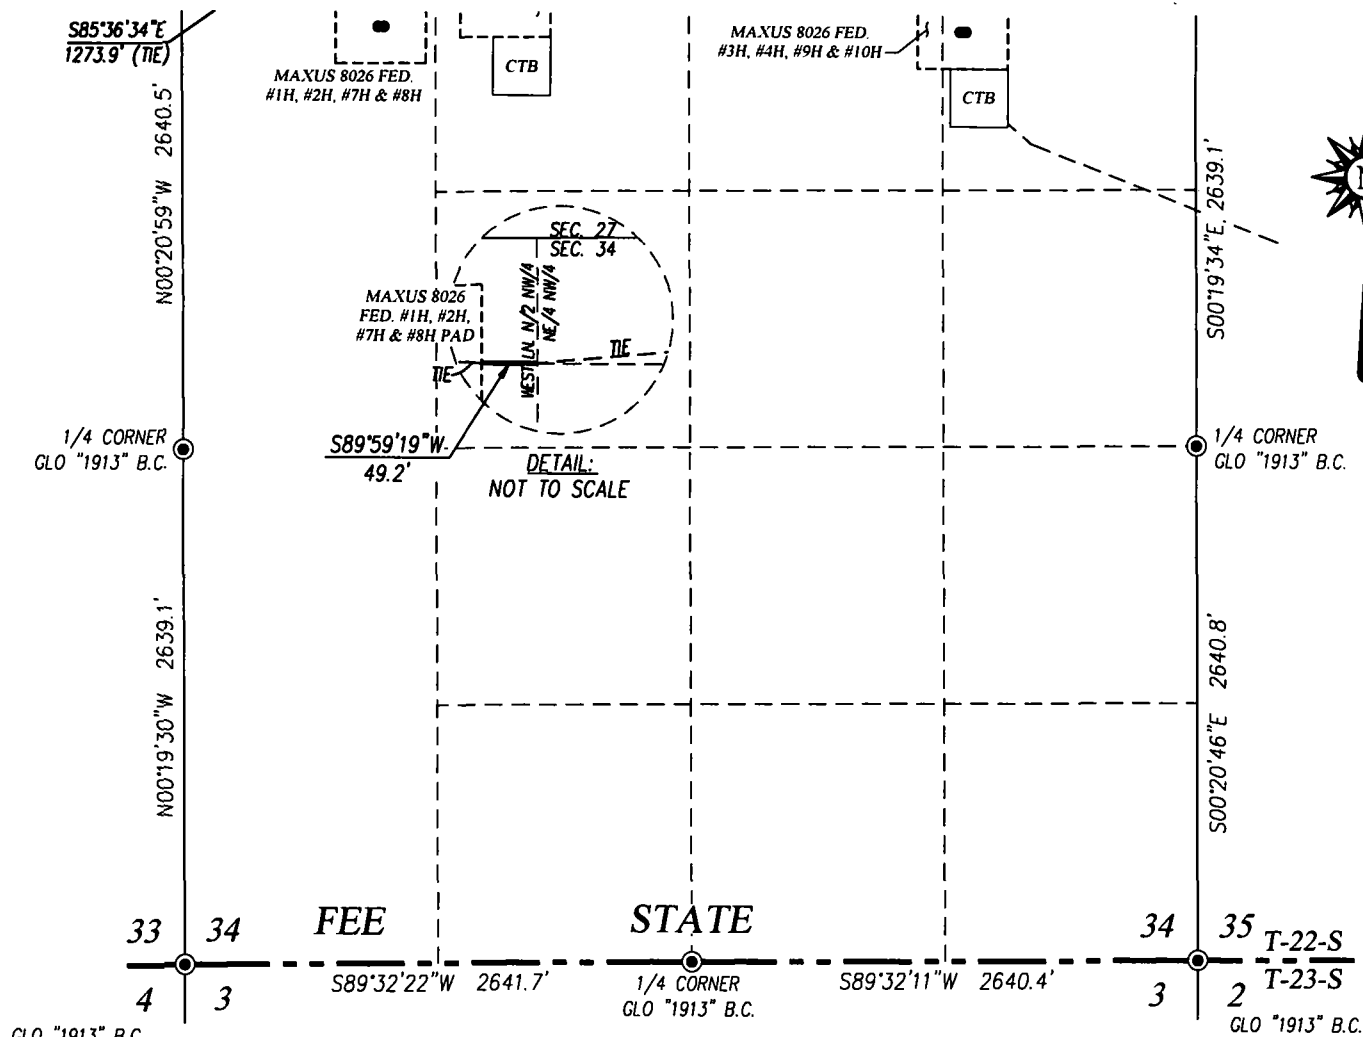 S85°36'34"E
1273.9' (TIE)
MAXUS 8026 FED.
#1H, #2H, #7H & #8H
CTB
MAXUS 8026 FED.
#3H, #4H, #9H & #10H
CTB
N00°20'59"W 2640.5'
S00°19'34"E, 2639.1'
N
SEC. 27
SEC. 34
WEST LN. N/2 NW/4
NE/4 NW/4
MAXUS 8026
FED. #1H, #2H,
#7H & #8H PAD
TIE
TIE
S89°59'19"W
49.2'
DETAIL:
NOT TO SCALE
1/4 CORNER
GLO "1913" B.C.
1/4 CORNER
GLO "1913" B.C.
N00°19'30"W 2639.1'
S00°20'46"E 2640.8'
33 34
FEE
STATE
34 35
T-22-S
T-23-S
S89°32'22"W 2641.7'
1/4 CORNER
GLO "1913" B.C.
S89°32'11"W 2640.4'
4 3
3 2
GLO "1913" B.C.
GLO "1913" B.C.